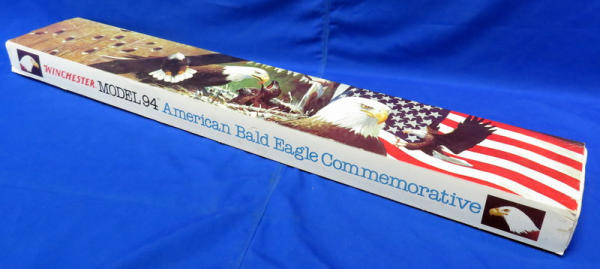 WINCHESTER MODEL 94 American Bald Eagle Commemorative